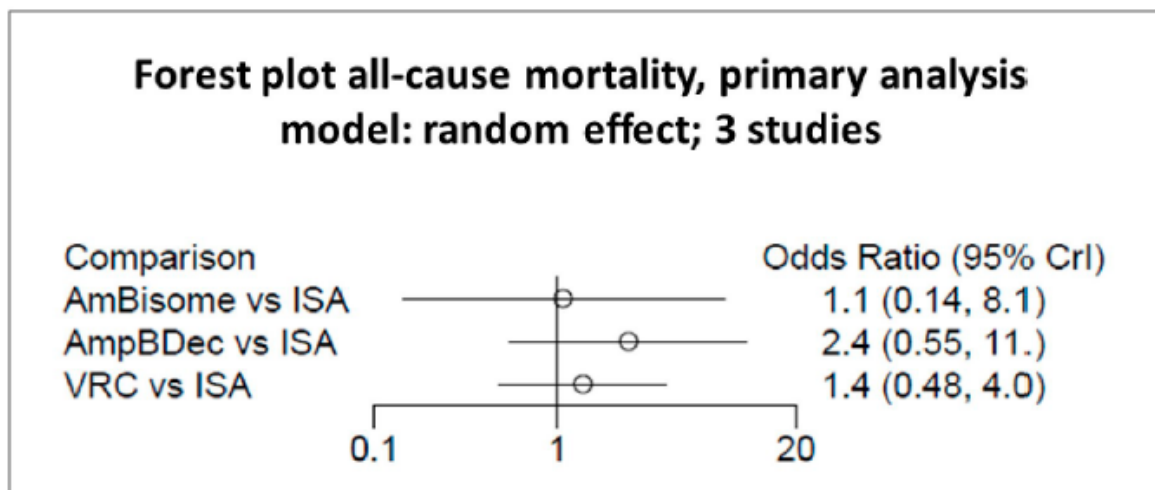 Forest plot all-cause mortality, primary analysis
model: random effect; 3 studies
Comparison Odds Ratio (95% CrI)
AmBisome vs ISA 1.1 (0.14, 8.1)
AmpBDec vs ISA 2.4 (0.55, 11.)
VRC vs ISA 1.4 (0.48, 4.0)
0.1 1 20